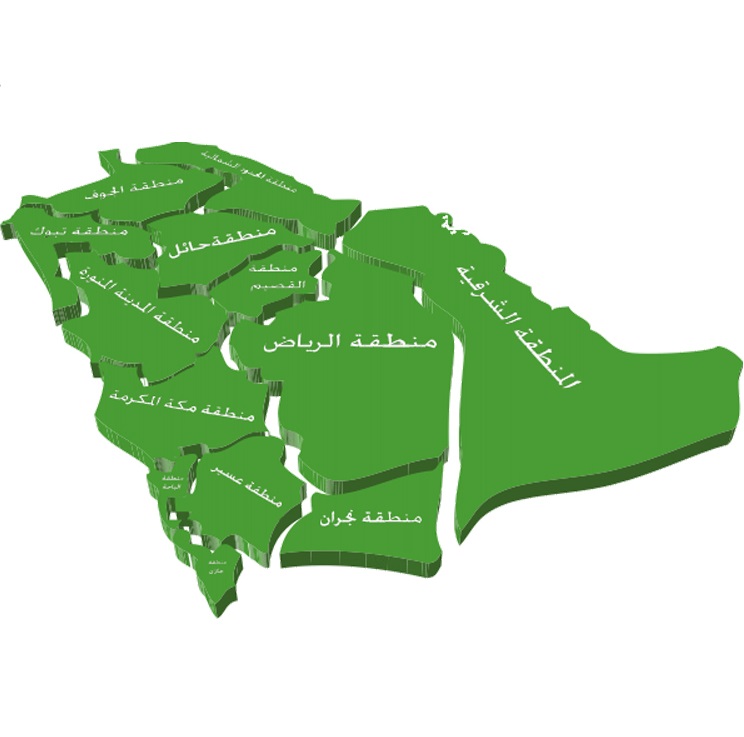 منطقة الحدود الشمالية
منطقة الجوف
منطقة تبوك
منطقة حائل
منطقة
القصيم
منطقة المدينة المنورة
المنطقة الشرقية
منطقة الرياض
منطقة مكة المكرمة
منطقة عسير
منطقة
الباحة
منطقة نجران
منطقة
جازان